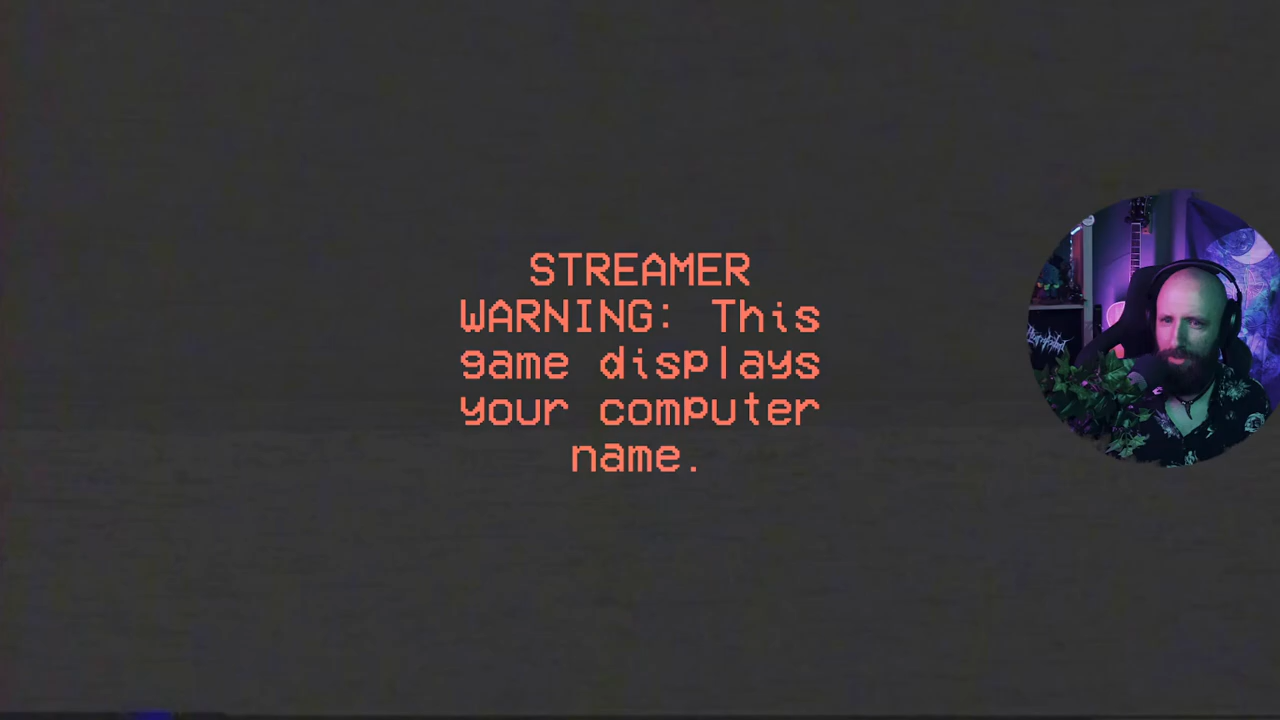 STREAMER
WARNING: This
game displays
your computer
name.